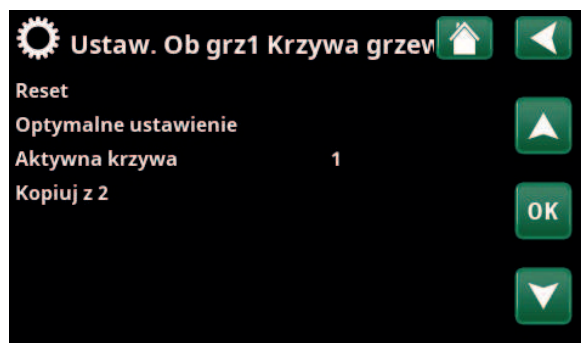 Ustaw. Ob grz1 Krzywa grzew
Reset
Optymalne ustawienie
Aktywna krzywa 1
Kopiuj z 2
OK